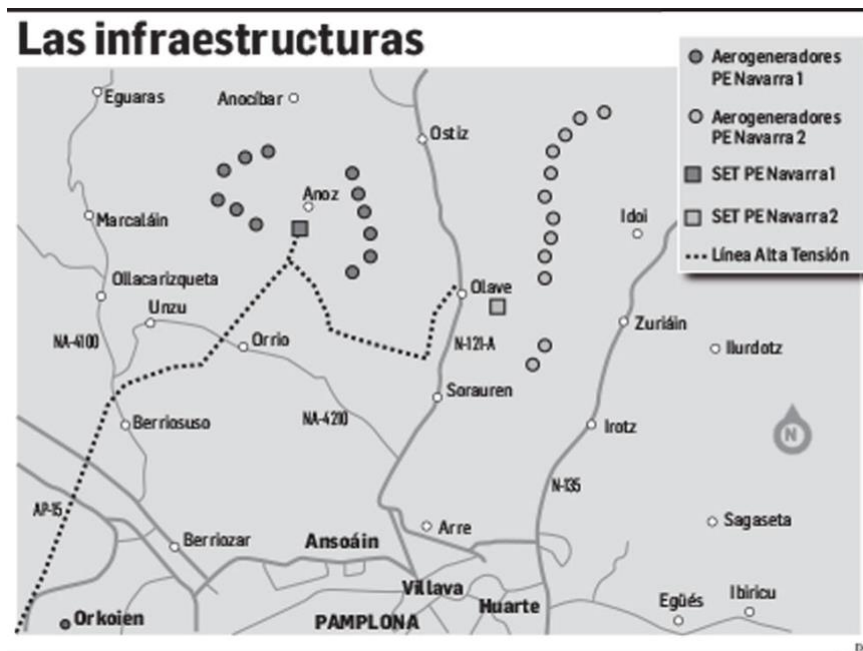 Las infraestructuras
Aerogeneradores
PE Navarra 1
Aerogeneradores
PE Navarra 2
SET PE Navarra 1
SET PE Navarra 2
Línea Alta Tensión
Eguaras
Anocíbar
Ostiz
Anoz
Idoi
Marcaláin
Ollacarizqueta
Olave
Unzu
Zuriáin
NA-4100
Orrio
N-121-A
Ilurdotz
Sorauren
NA-4210
Berriosuso
Irotz
N
N-135
AP-15
Sagaseta
Arre
Berriozar
Ansoáin
Villava
Huarte
Ibiricu
Egüés
Orkoien
PAMPLONA